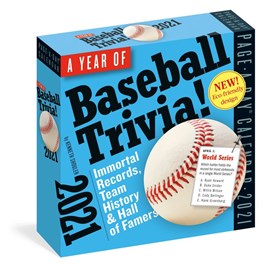 A YEAR OF
Baseball
Trivia!
2021
Immortal
Records,
Team
History
& Hall
of Famers
NEW!
Eco-friendly
design
World Series
PAGE-A-DAY CALENDAR 2021
2021